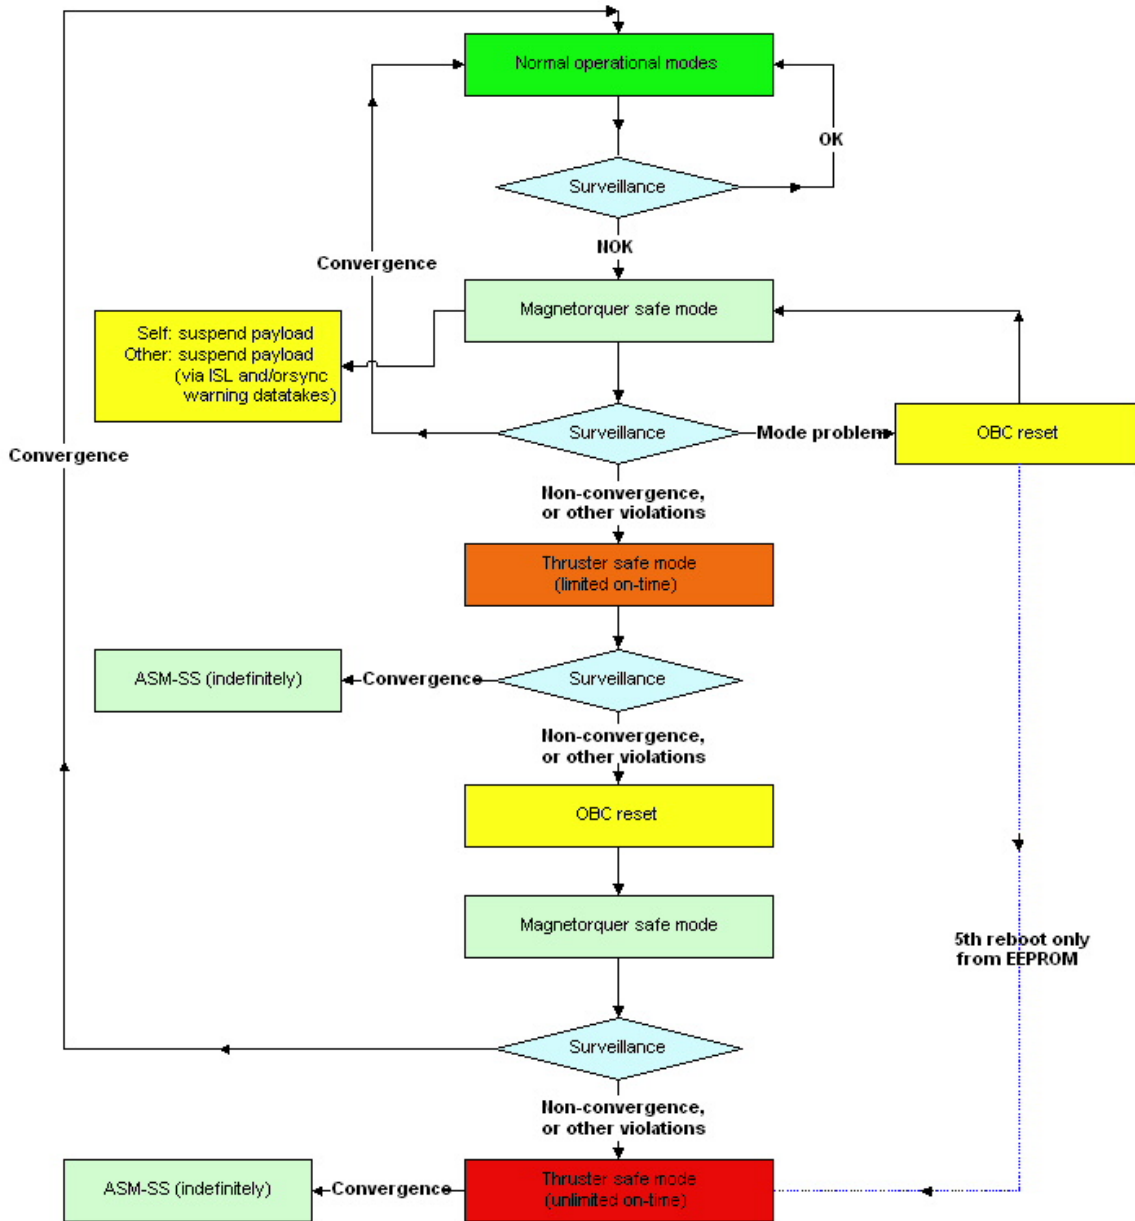 Normal operational modes
OK
Surveillance
NOK
Convergence
Magnetorquer safe mode
Self: suspend payload
Other: suspend payload
(via ISL and/orsync
warning datatakes)
Surveillance
Mode problem
OBC reset
Convergence
Non-convergence,
or other violations
Thruster safe mode
(limited on-time)
ASM-SS (indefinitely)
Convergence
Surveillance
Non-convergence,
or other violations
OBC reset
Magnetorquer safe mode
5th reboot only
from EEPROM
Surveillance
Non-convergence,
or other violations
ASM-SS (indefinitely)
Convergence
Thruster safe mode
(unlimited on-time)